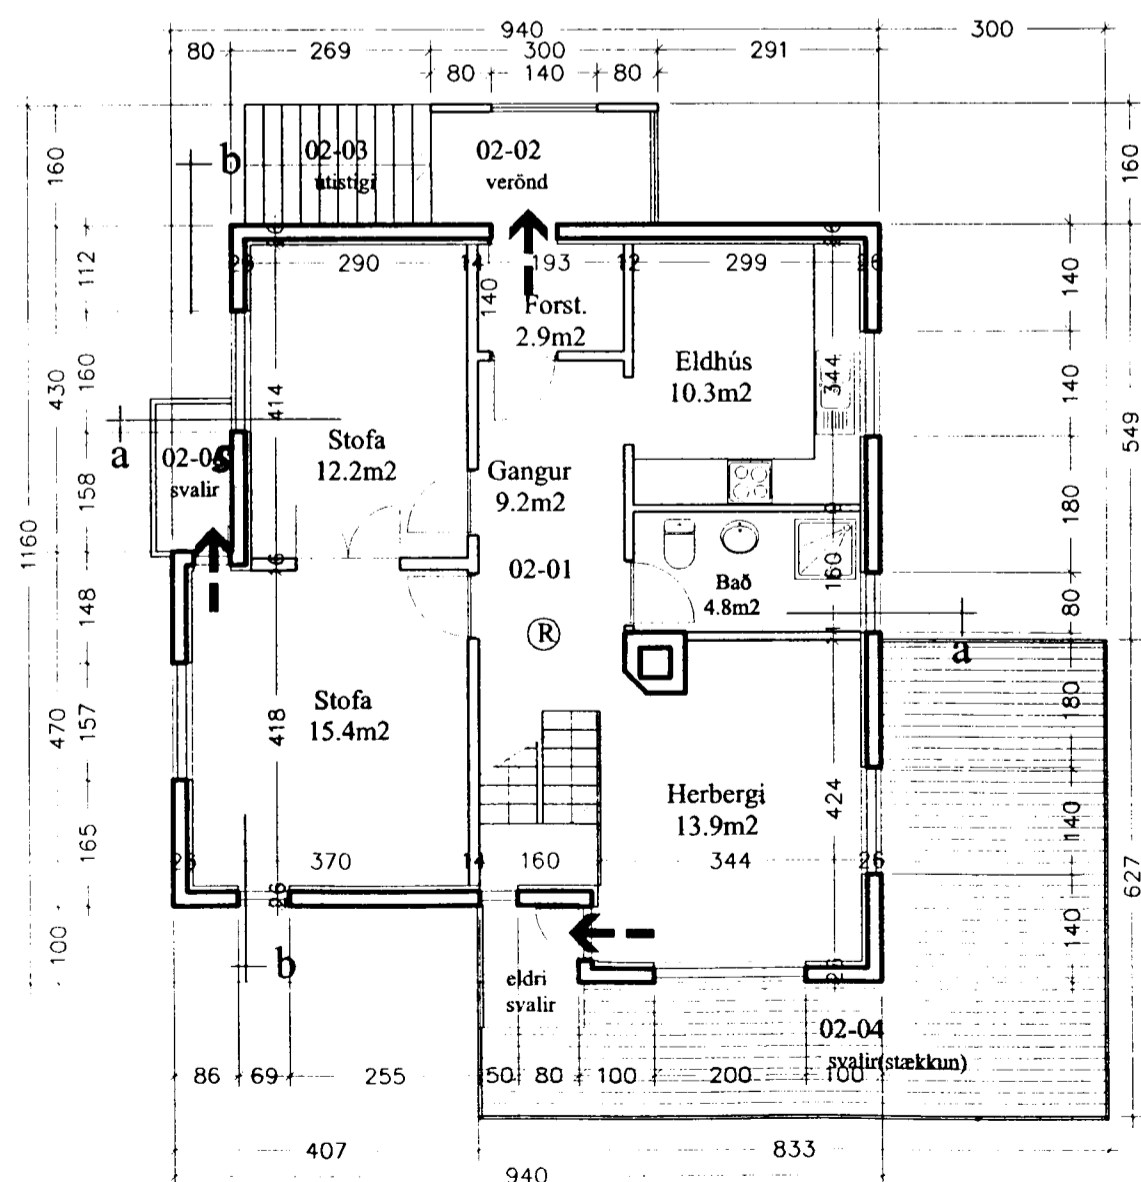 940
300
80
269
300
291
80
140
80
160
b
02-03
útistigi
02-02
verönd
160
112
26
290
14
193
12
299
26
140
140
Forst.
2.9m2
Eldhús
10.3m2
344
140
430
160
414
Stofa
12.2m2
549
a
svalir
Gangur
9.2m2
158
180
1160
02-01
Bað
4.8m2
160
80
148
®
a
180
470
157
Stofa
15.4m2
418
Herbergi
13.9m2
424
140
165
370
14
160
344
26
627
26
100
140
b
eldri
svalir
02-04
svalir(stækkun)
86
69
255
50
80
100
200
100
407
833
940